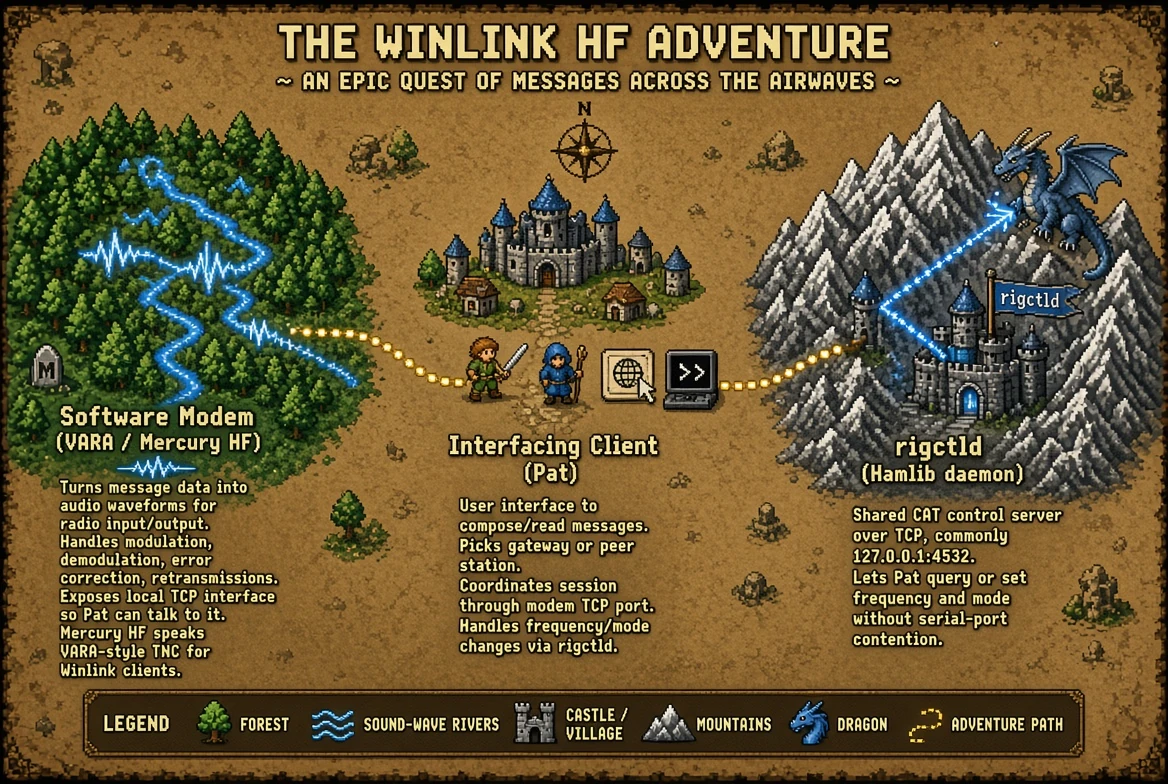 THE WINLINK HF ADVENTURE
~ AN EPIC QUEST OF MESSAGES ACROSS THE AIRWAVES ~
N
rigctld
>>
M
Software Modem
(VARA / Mercury HF)
Turns message data into
audio waveforms for
radio input/output.
Handles modulation,
demodulation, error
correction, retransmissions.
Exposes local TCP interface
so Pat can talk to it.
Mercury HF speaks
VARA-style TNC for
Winlink clients.
Interfacing Client
(Pat)
User interface to
compose/read messages.
Picks gateway or peer
station.
Coordinates session
through modem TCP port.
Handles frequency/mode
changes via rigctld.
rigctld
(Hamlib daemon)
Shared CAT control server
over TCP, commonly
127.0.0.1:4532.
Lets Pat query or set
frequency and mode
without serial-port
contention.
LEGEND
FOREST
SOUND-WAVE RIVERS
CASTLE /
VILLAGE
MOUNTAINS
DRAGON
ADVENTURE PATH